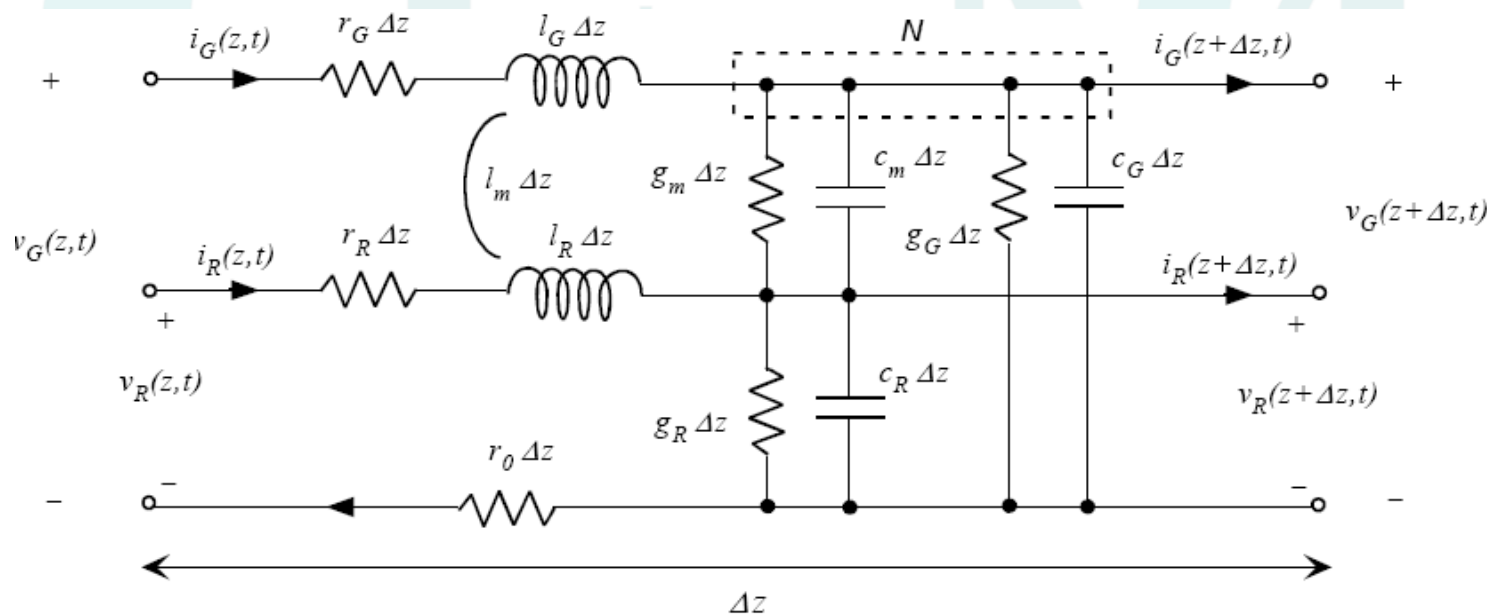 N
i_G(z,t)
r_G Δz
l_G Δz
i_G(z+Δz,t)
+
+
l_m Δz
g_m Δz
c_m Δz
c_G Δz
g_G Δz
v_G(z,t)
v_G(z+Δz,t)
i_R(z,t)
r_R Δz
l_R Δz
i_R(z+Δz,t)
+
+
v_R(z,t)
v_R(z+Δz,t)
g_R Δz
c_R Δz
r_0 Δz
−
−
−
−
Δz